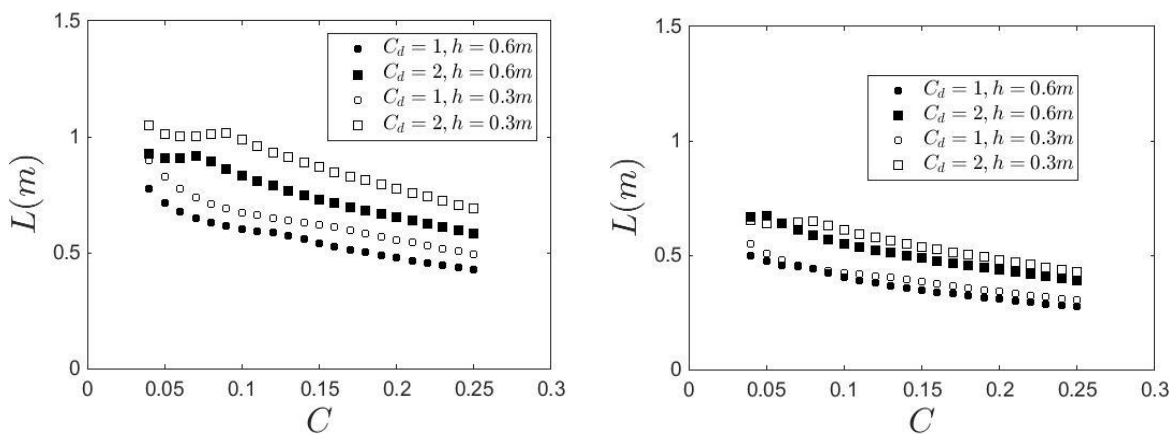 1.5
1
0.5
0
L(m)
C_d = 1, h = 0.6m
C_d = 2, h = 0.6m
C_d = 1, h = 0.3m
C_d = 2, h = 0.3m
0 0.05 0.1 0.15 0.2 0.25 0.3
C
1.5
1
0.5
0
L(m)
C_d = 1, h = 0.6m
C_d = 2, h = 0.6m
C_d = 1, h = 0.3m
C_d = 2, h = 0.3m
0 0.05 0.1 0.15 0.2 0.25 0.3
C